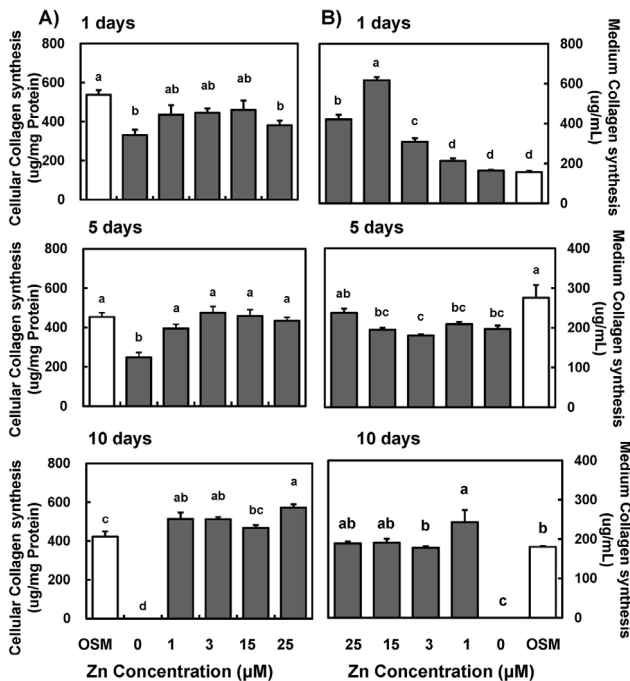 A)
1 days
Cellular Collagen synthesis
(ug/mg Protein)
800
600
400
200
0
a
b
ab
ab
ab
b
B)
1 days
Medium Collagen synthesis
(ug/mL)
800
600
400
200
0
b
a
c
d
d
d
5 days
Cellular Collagen synthesis
(ug/mg Protein)
800
600
400
200
0
a
b
a
a
a
a
5 days
Medium Collagen synthesis
(ug/mL)
400
300
200
100
0
ab
bc
c
bc
bc
a
10 days
Cellular Collagen synthesis
(ug/mg Protein)
800
600
400
200
0
c
d
ab
ab
bc
a
OSM 0 1 3 15 25
Zn Concentration (µM)
10 days
Medium Collagen synthesis
(ug/mL)
400
300
200
100
0
ab
ab
b
a
c
b
25 15 3 1 0 OSM
Zn Concentration (µM)